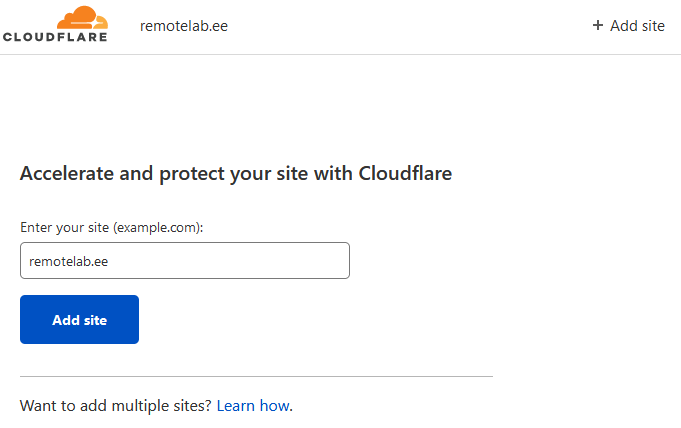 CLOUDFLARE
remotelab.ee
+ Add site
Accelerate and protect your site with Cloudflare
Enter your site (example.com):
remotelab.ee
Add site
Want to add multiple sites? Learn how.